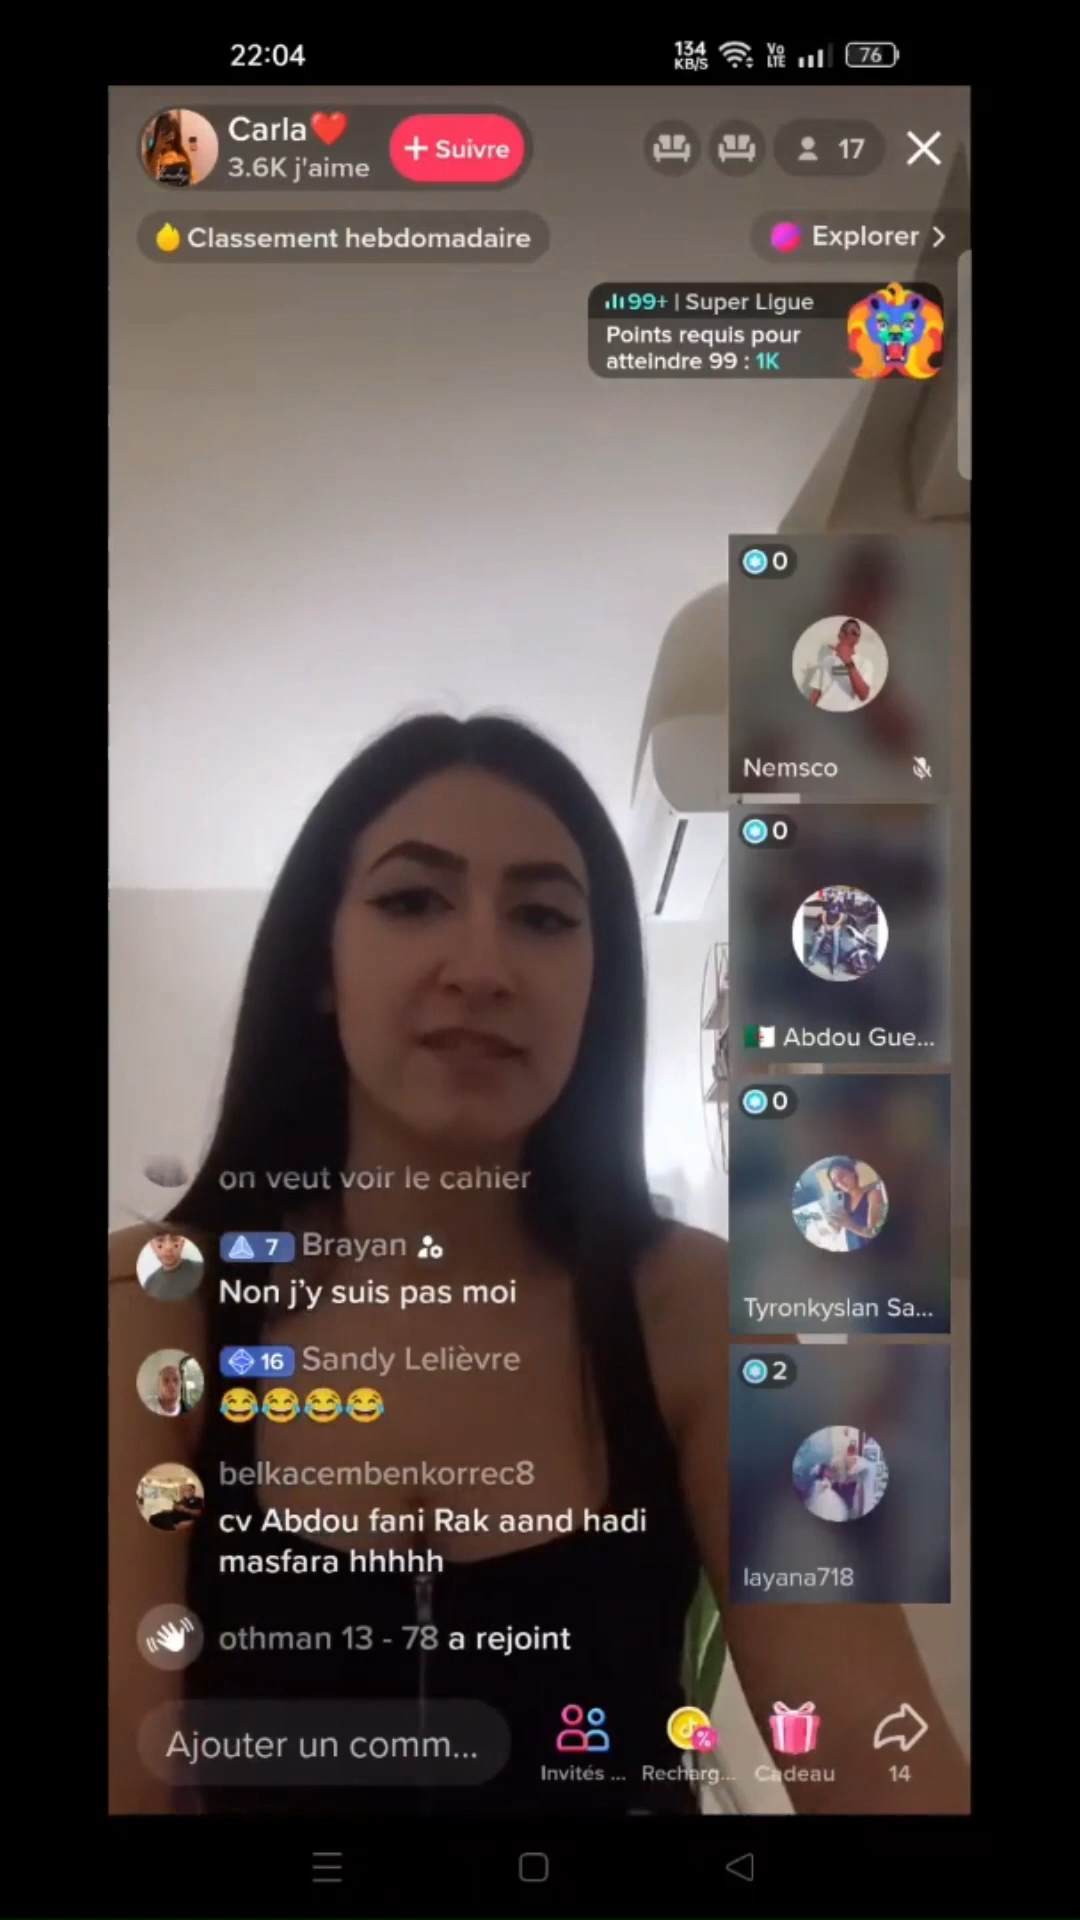 22:04
134
KB/S
Vo
LTE
76
Carla❤️
3.6K j'aime
+ Suivre
17
Classement hebdomadaire
Explorer >
99+ | Super Ligue
Points requis pour
atteindre 99 : 1K
0
Nemsco
0
🇩🇿 Abdou Gue...
0
Tyronkyslan Sa...
2
layana718
on veut voir le cahier
7 Brayan
Non j'y suis pas moi
16 Sandy Lelièvre
😂😂😂😂
belkacembenkorrec8
cv Abdou fani Rak aand hadi
masfara hhhhh
othman 13 - 78 a rejoint
Ajouter un comm...
Invités ...
Recharg...
Cadeau
14